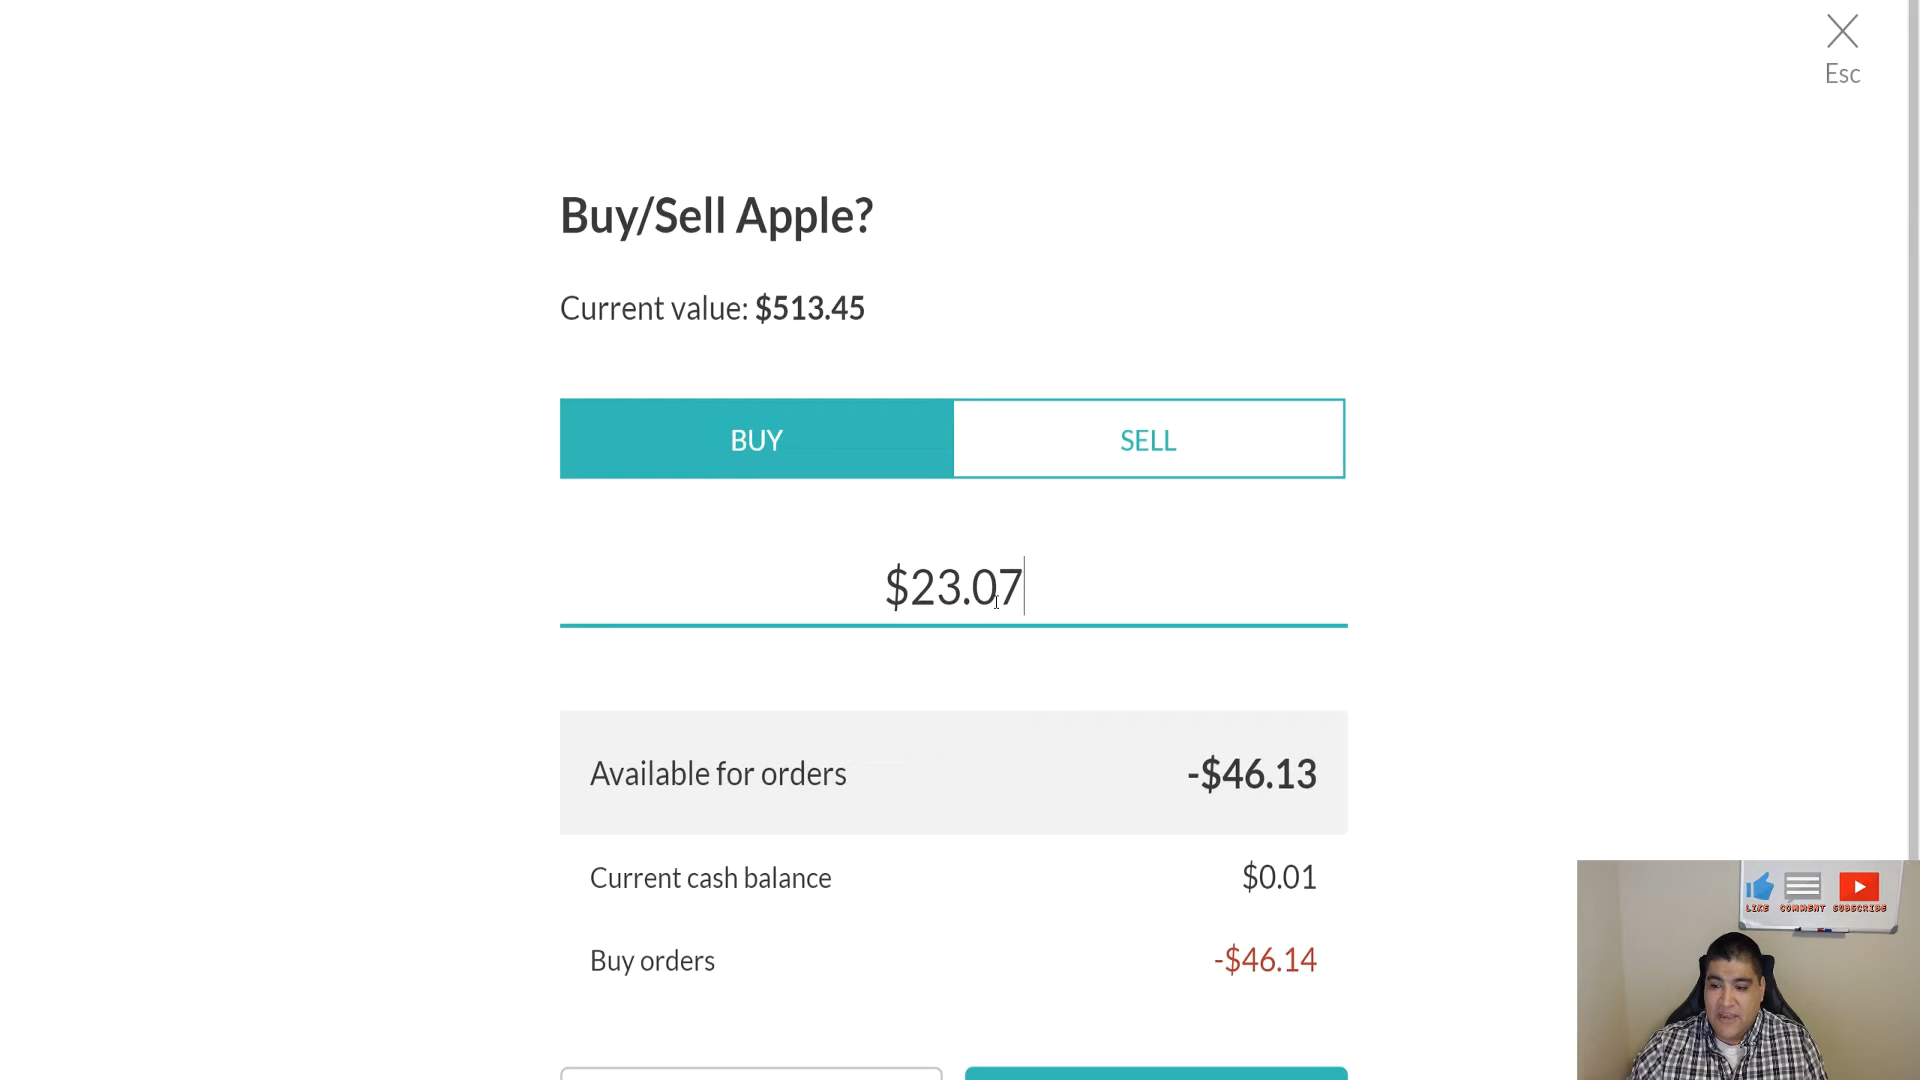 Esc
Buy/Sell Apple?
Current value: $513.45
BUY SELL
$23.07
Available for orders -$46.13
Current cash balance $0.01
Buy orders -$46.14
LIKE COMMENT SUBSCRIBE